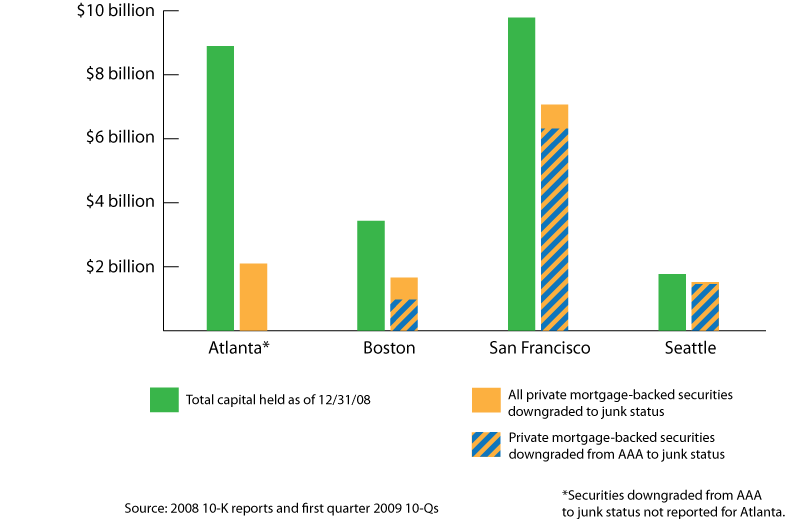 $10 billion
$8 billion
$6 billion
$4 billion
$2 billion
Atlanta*
Boston
San Francisco
Seattle
Total capital held as of 12/31/08
All private mortgage-backed securities
downgraded to junk status
Private mortgage-backed securities
downgraded from AAA to junk status
Source: 2008 10-K reports and first quarter 2009 10-Qs
*Securities downgraded from AAA
to junk status not reported for Atlanta.